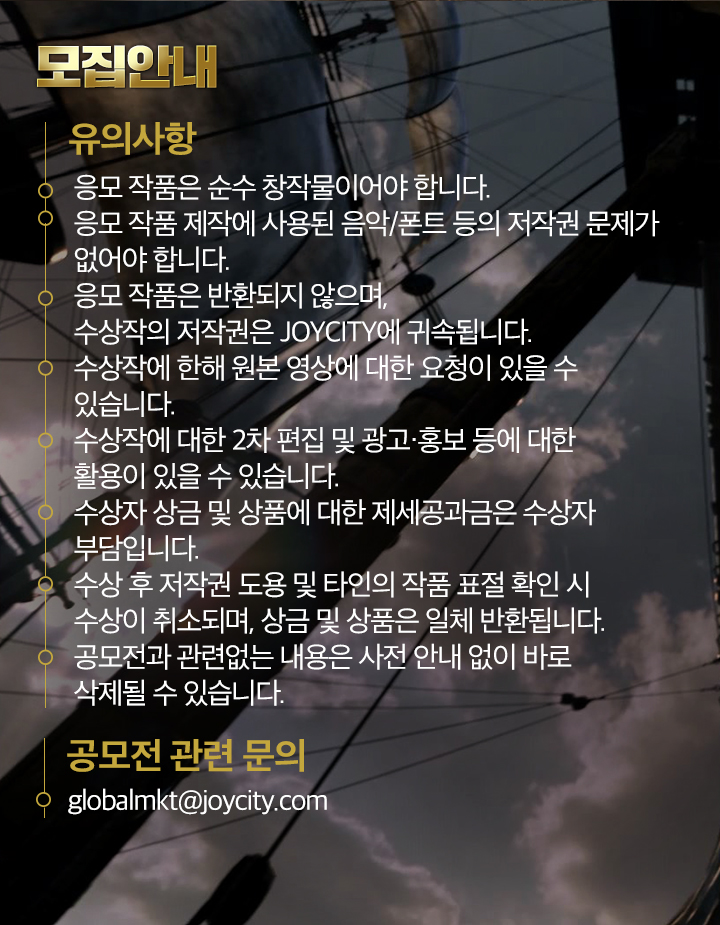 모집안내
유의사항
응모 작품은 순수 창작물이어야 합니다.
응모 작품 제작에 사용된 음악/폰트 등의 저작권 문제가
없어야 합니다.
응모 작품은 반환되지 않으며,
수상작의 저작권은 JOYCITY에 귀속됩니다.
수상작에 한해 원본 영상에 대한 요청이 있을 수
있습니다.
수상작에 대한 2차 편집 및 광고·홍보 등에 대한
활용이 있을 수 있습니다.
수상자 상금 및 상품에 대한 제세공과금은 수상자
부담입니다.
수상 후 저작권 도용 및 타인의 작품 표절 확인 시
수상이 취소되며, 상금 및 상품은 일체 반환됩니다.
공모전과 관련없는 내용은 사전 안내 없이 바로
삭제될 수 있습니다.
공모전 관련 문의
globalmkt@joycity.com